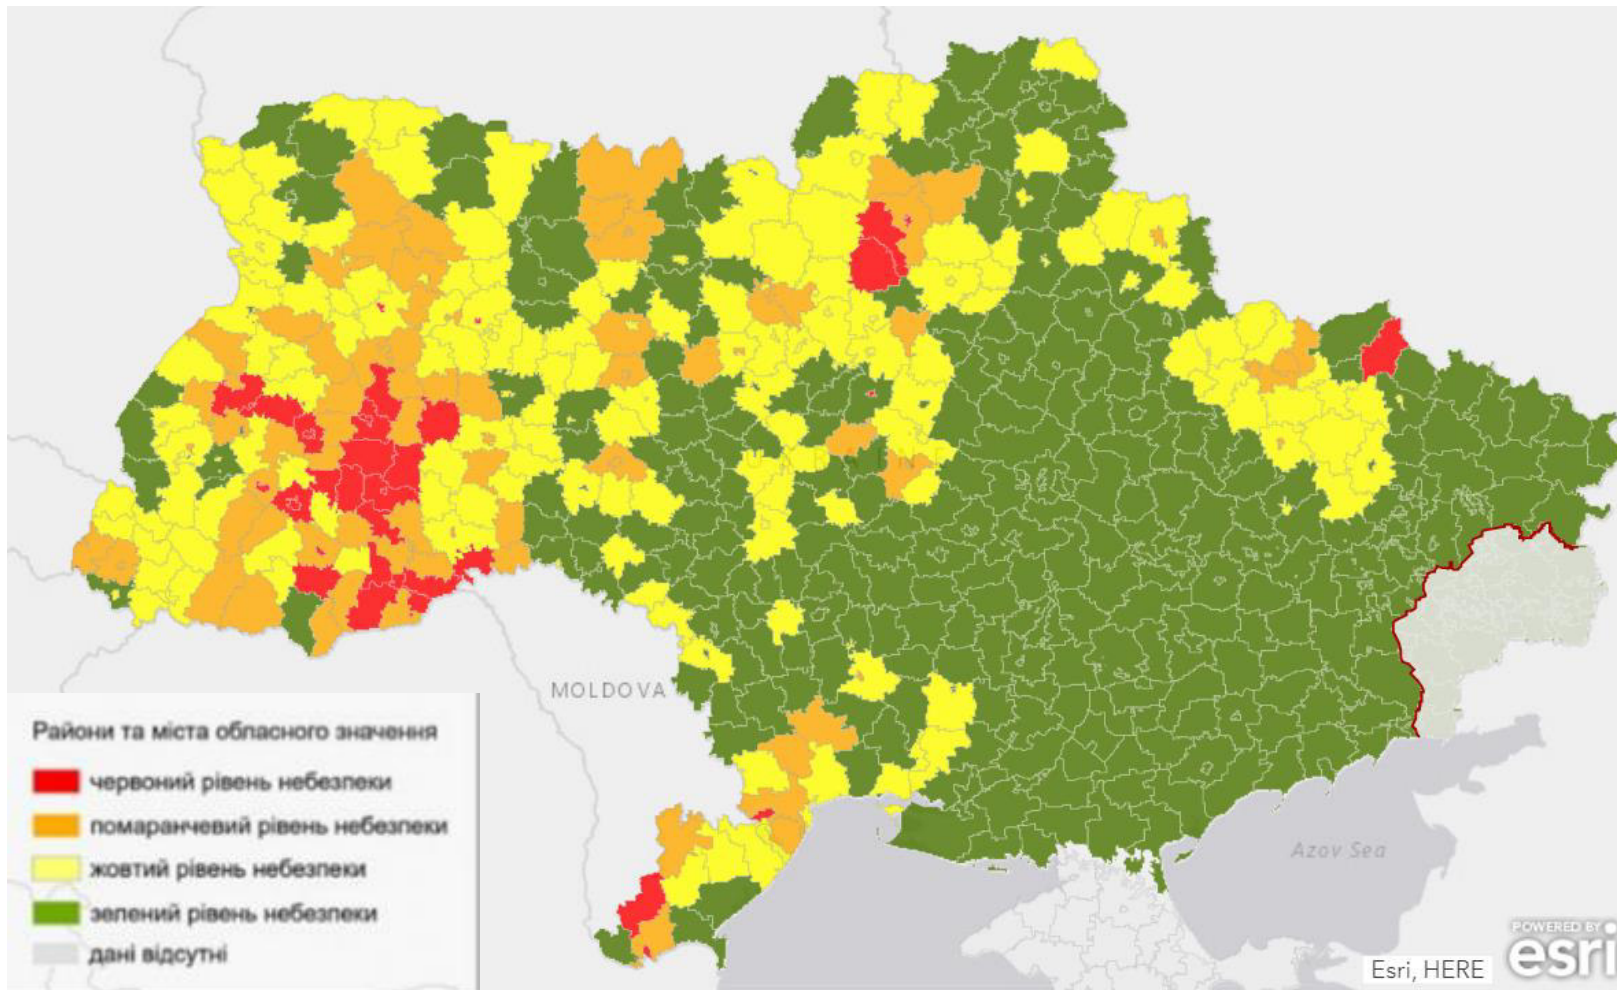 UKRAINE
MOLDOVA
Azov Sea
Райони та міста обласного значення
червоний рівень небезпеки
помаранчевий рівень небезпеки
жовтий рівень небезпеки
зелений рівень небезпеки
дані відсутні
POWERED BY
esri
Esri, HERE